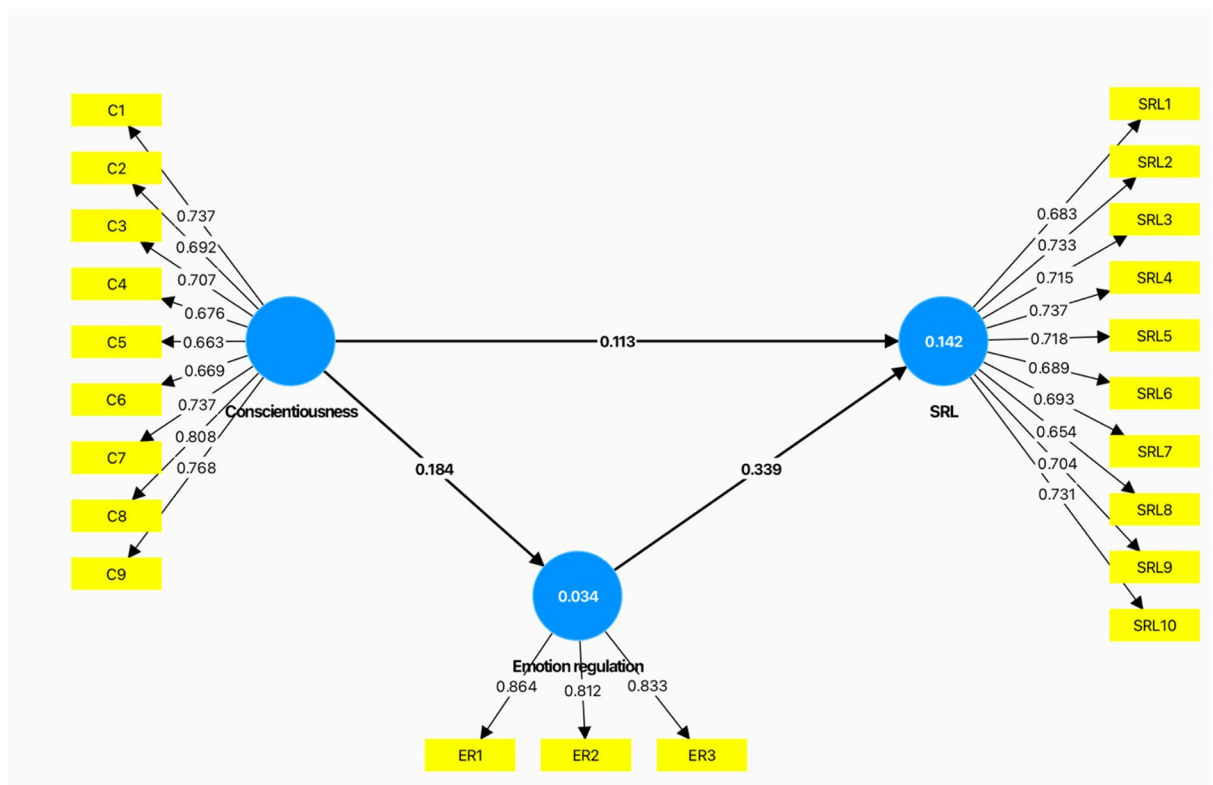 C1
C2
C3
C4
C5
C6
C7
C8
C9
0.737
0.692
0.707
0.676
0.663
0.669
0.737
0.808
0.768
Conscientiousness
0.113
0.184
0.339
0.142
SRL
SRL1
SRL2
SRL3
SRL4
SRL5
SRL6
SRL7
SRL8
SRL9
SRL10
0.683
0.733
0.715
0.737
0.718
0.689
0.693
0.654
0.704
0.731
0.034
Emotion regulation
0.864
0.812
0.833
ER1
ER2
ER3